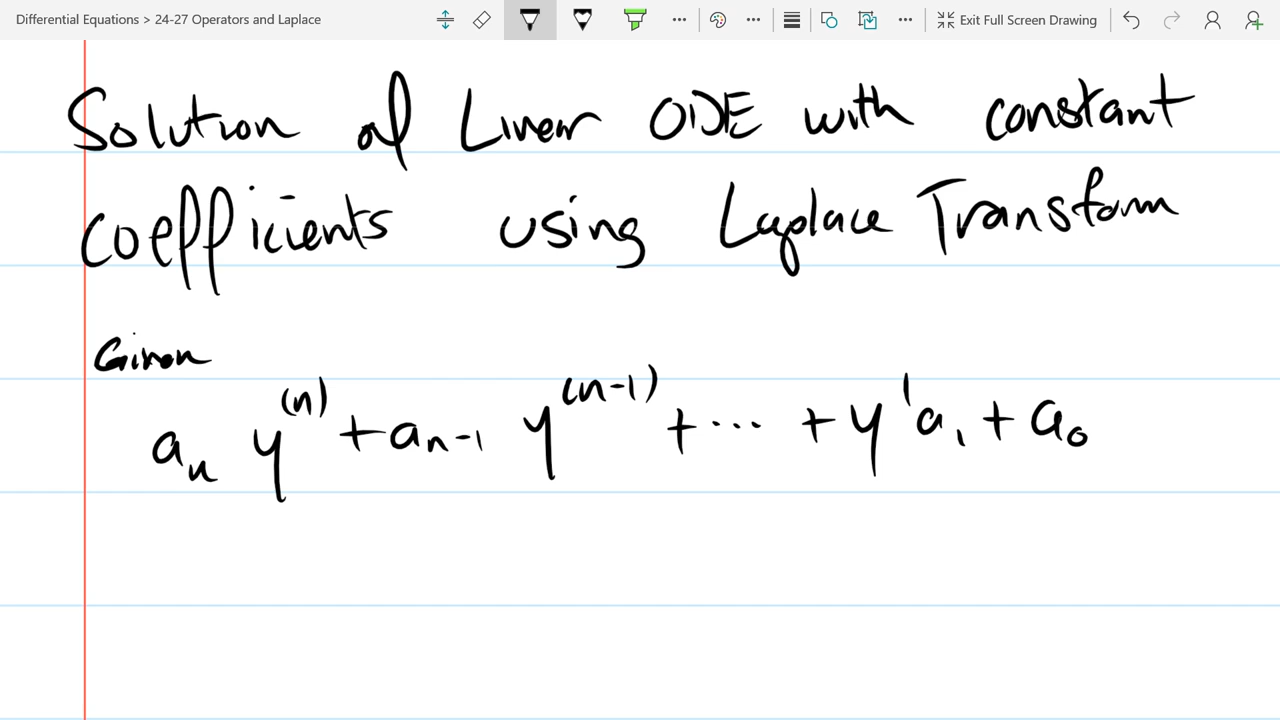 Differential Equations > 24-27 Operators and Laplace
Exit Full Screen Drawing
Solution of Linear ODE with constant
coefficients using Laplace Transform
Given
aₙ y⁽ⁿ⁾ + aₙ₋₁ y⁽ⁿ⁻¹⁾ + ··· + y'a₁ + a₀